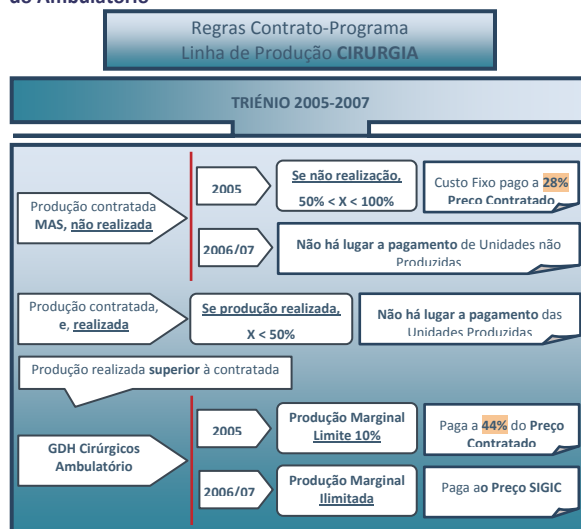 do Ambulatório
Regras Contrato-Programa
Linha de Produção CIRURGIA
TRIÉNIO 2005-2007
Produção contratada
MAS, não realizada
2005
Se não realização,
50% < X < 100%
Custo Fixo pago a 28%
Preço Contratado
2006/07
Não há lugar a pagamento de Unidades não
Produzidas
Produção contratada,
e, realizada
Se produção realizada,
X < 50%
Não há lugar a pagamento das
Unidades Produzidas
Produção realizada superior à contratada
GDH Cirúrgicos
Ambulatório
2005
Produção Marginal
Limite 10%
Paga a 44% do Preço
Contratado
2006/07
Produção Marginal
Ilimitada
Paga ao Preço SIGIC